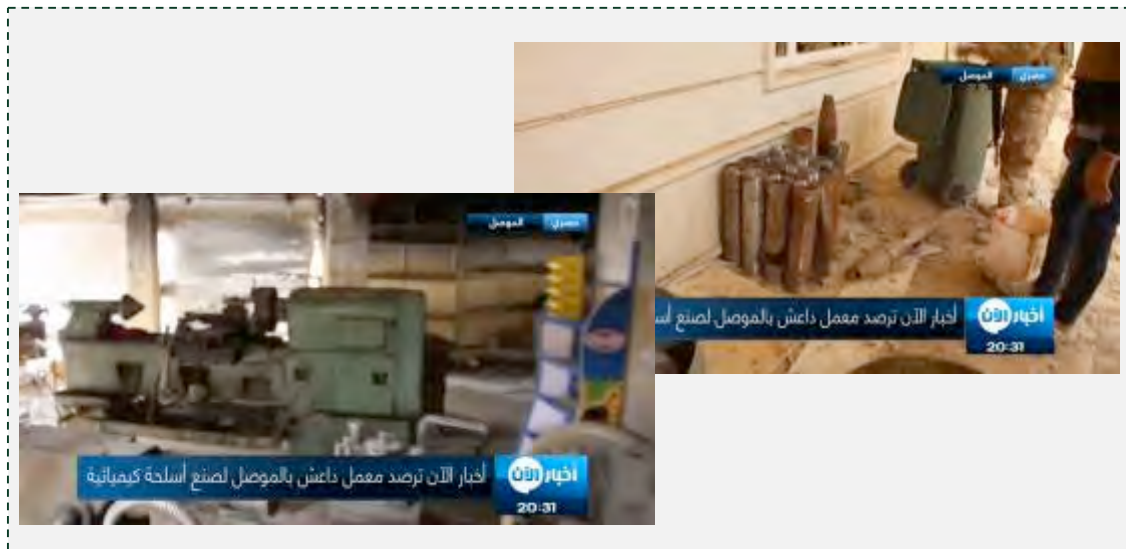 حصري الموصل
أخبار الآن ترصد معمل داعش بالموصل لصنع أس
أخبار الآن
20:31
حصري الموصل
أخبار الآن ترصد معمل داعش بالموصل لصنع أسلحة كيميائية
أخبار الآن
20:31